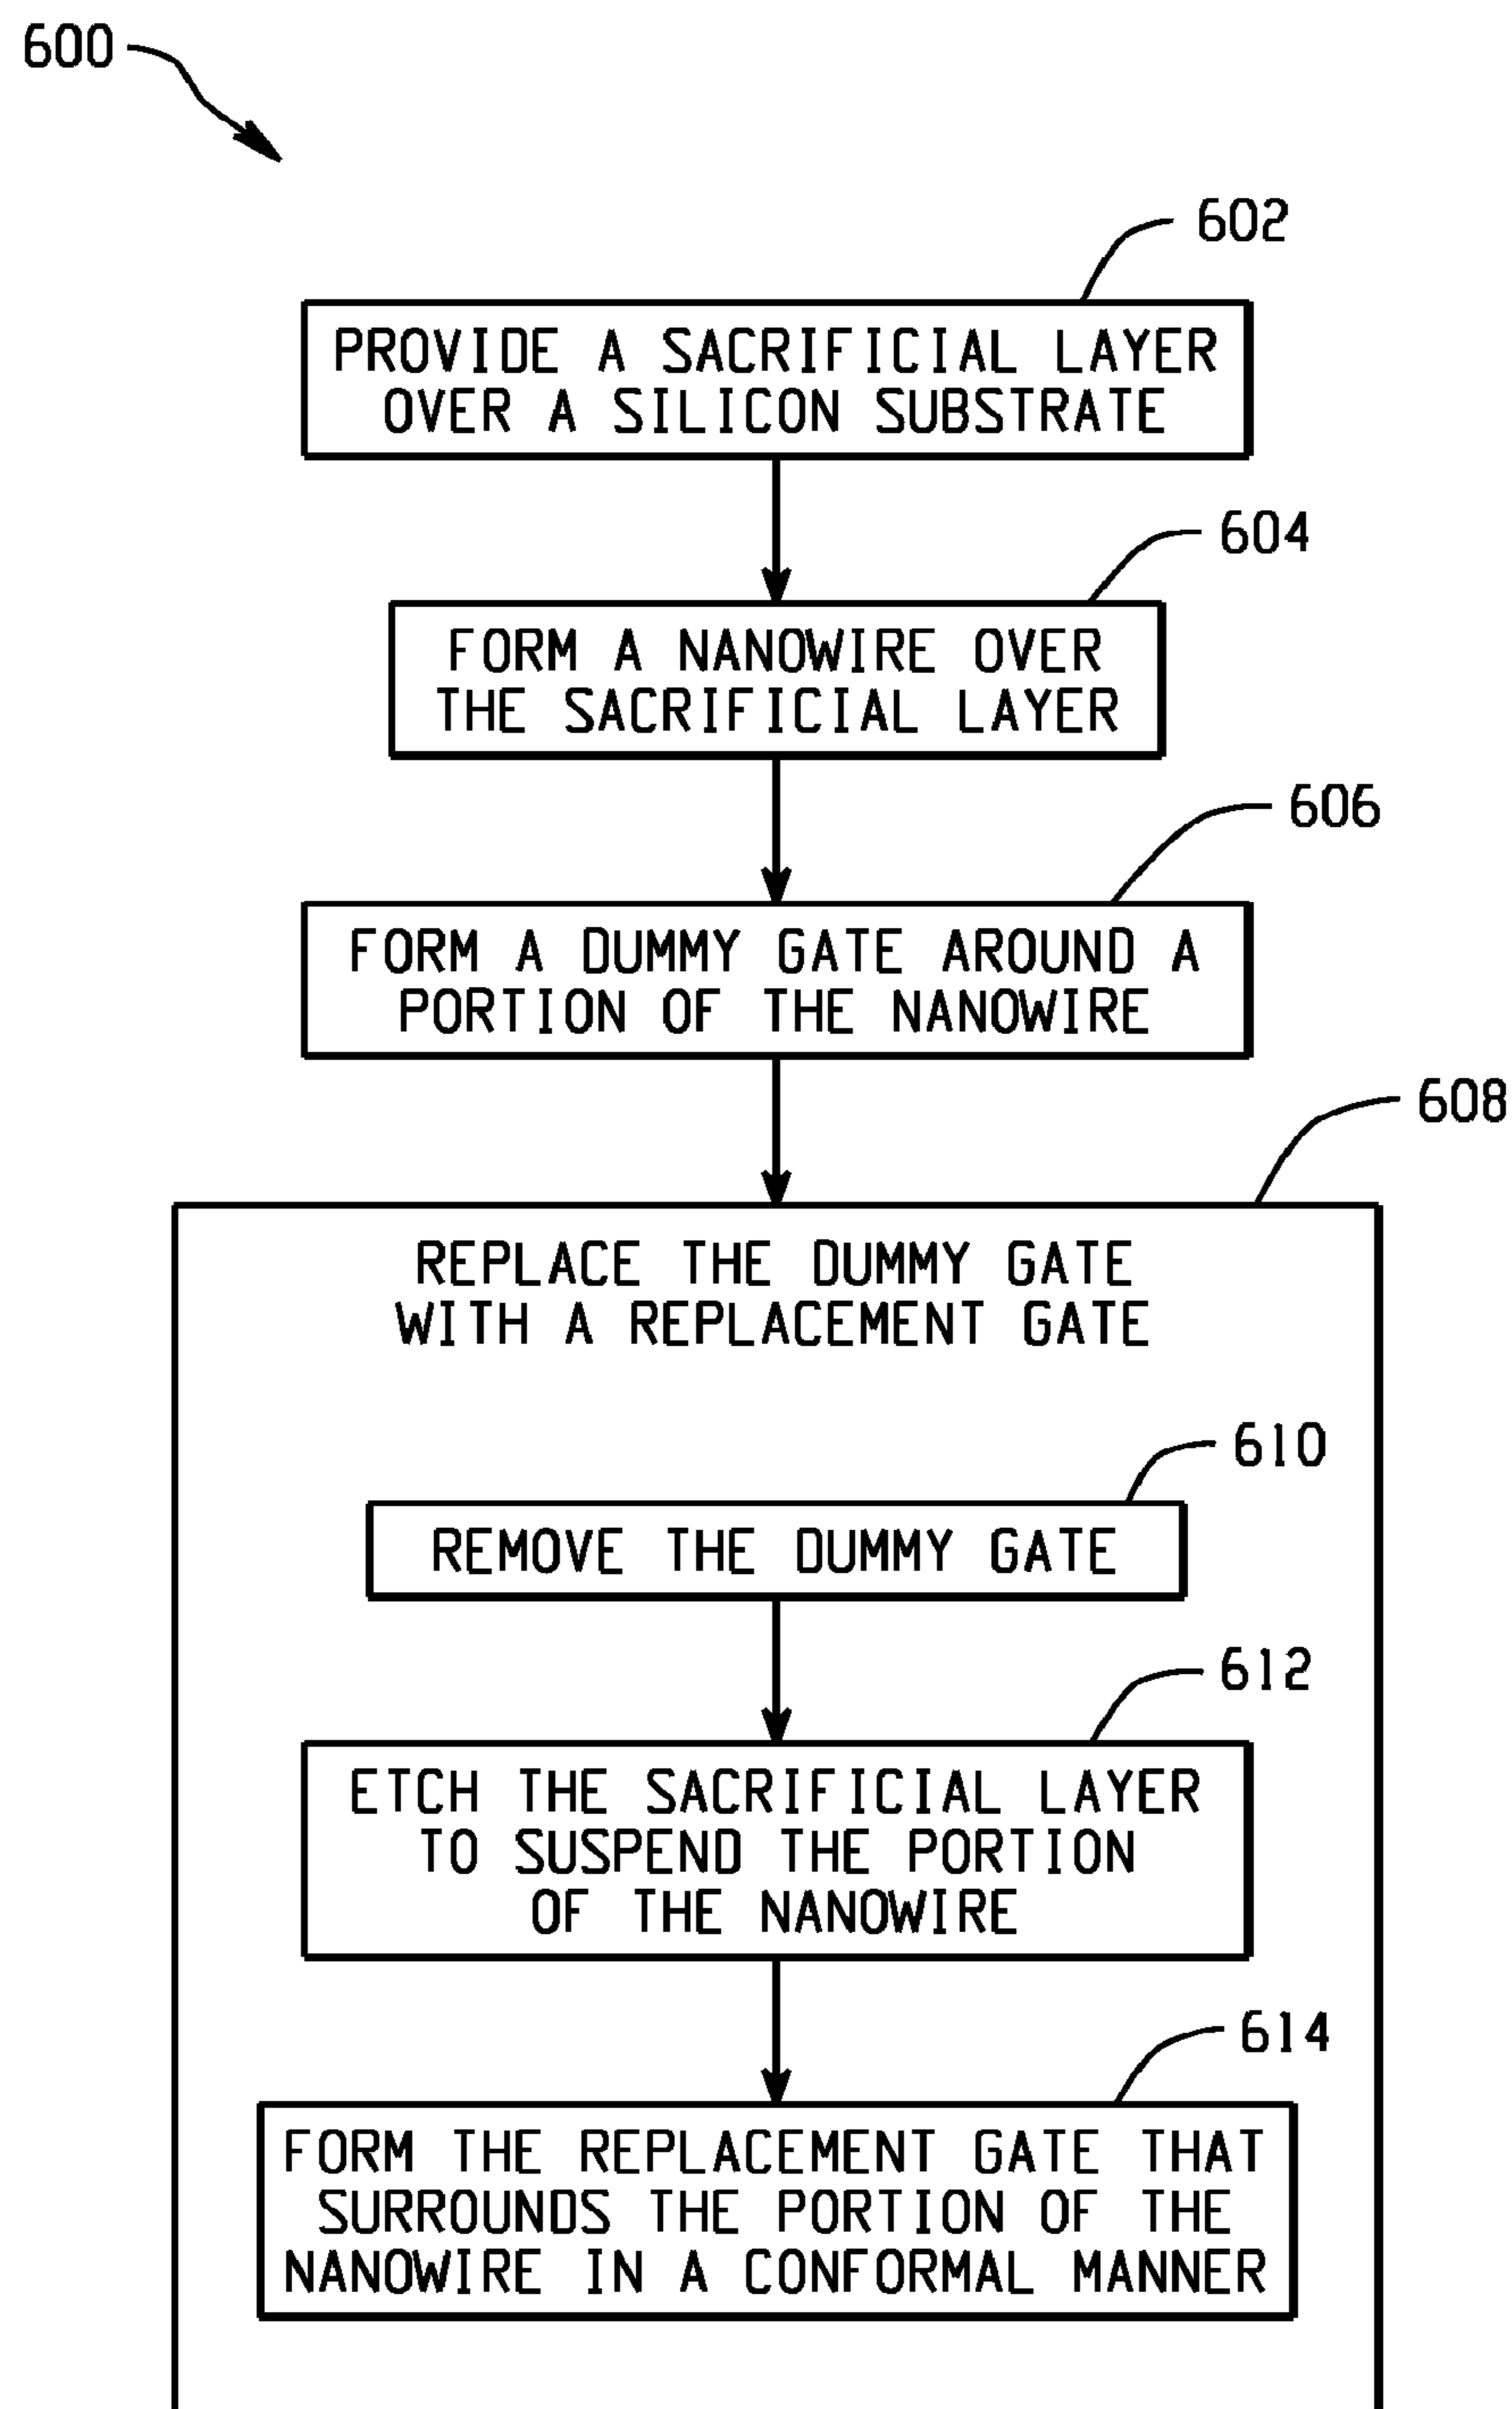 600
602
PROVIDE A SACRIFICIAL LAYER
OVER A SILICON SUBSTRATE
604
FORM A NANOWIRE OVER
THE SACRIFICIAL LAYER
606
FORM A DUMMY GATE AROUND A
PORTION OF THE NANOWIRE
608
REPLACE THE DUMMY GATE
WITH A REPLACEMENT GATE
610
REMOVE THE DUMMY GATE
612
ETCH THE SACRIFICIAL LAYER
TO SUSPEND THE PORTION
OF THE NANOWIRE
614
FORM THE REPLACEMENT GATE THAT
SURROUNDS THE PORTION OF THE
NANOWIRE IN A CONFORMAL MANNER